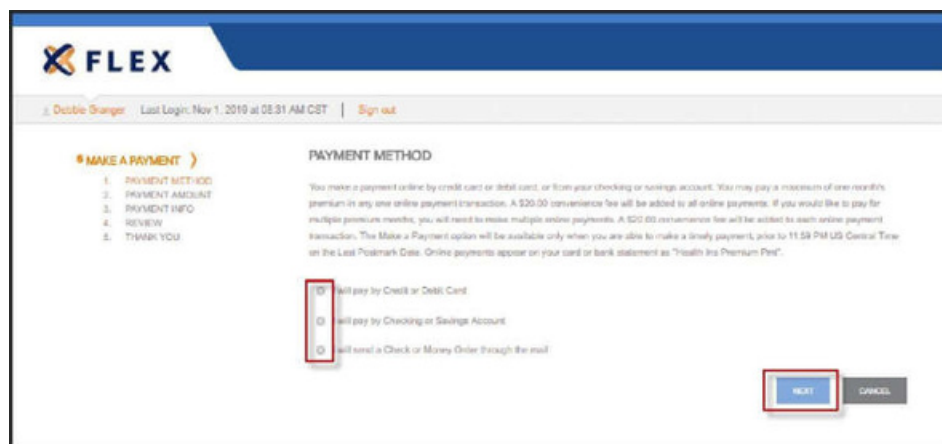 FLEX
Debbie Granger Last Login: Nov 1, 2019 at 08:31 AM CST | Sign out
MAKE A PAYMENT
1. PAYMENT METHOD
2. PAYMENT AMOUNT
3. PAYMENT INFO
4. REVIEW
5. THANK YOU
PAYMENT METHOD
You make a payment online by credit card or debit card, or from your checking or savings account. You may pay a maximum of one month's
premium in any one online payment transaction. A $20.00 convenience fee will be added to all online payments. If you would like to pay for
multiple premium months, you will need to make multiple online payments. A $20.00 convenience fee will be added to each online payment
transaction. The Make a Payment option will be available only when you are able to make a timely payment, prior to 11:59 PM US Central Time
on the Last Postmark Date. Online payments appear on your card or bank statement as "Health Ins Premium Pmt".
I will pay by Credit or Debit Card
I will pay by Checking or Savings Account
I will send a Check or Money Order through the mail
NEXT CANCEL